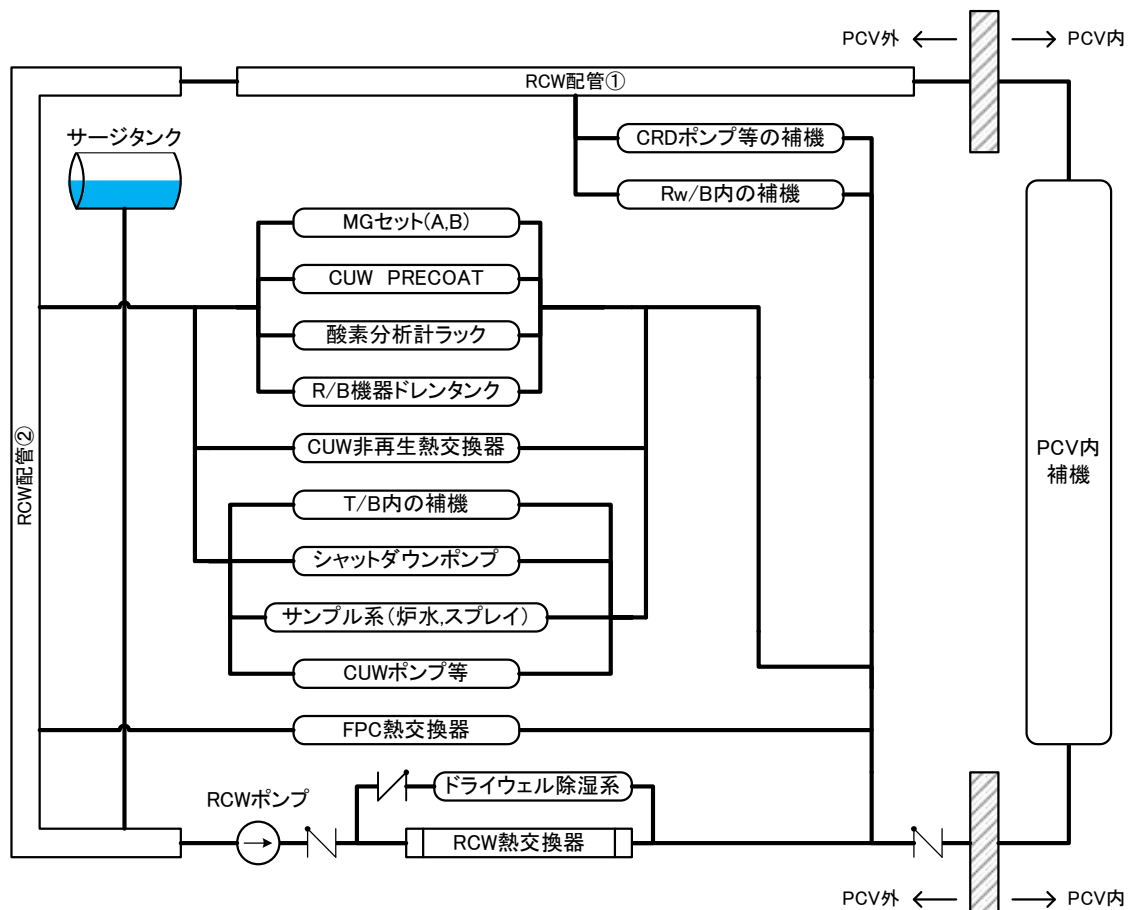 PCV外 ← → PCV内
RCW配管①
サージタンク
CRDポンプ等の補機
Rw/B内の補機
MGセット(A,B)
CUW PRECOAT
酸素分析計ラック
R/B機器ドレンタンク
RCW配管②
CUW非再生熱交換器
PCV内
補機
T/B内の補機
シャットダウンポンプ
サンプル系(炉水,スプレイ)
CUWポンプ等
FPC熱交換器
RCWポンプ
ドライウェル除湿系
RCW熱交換器
PCV外 ← → PCV内